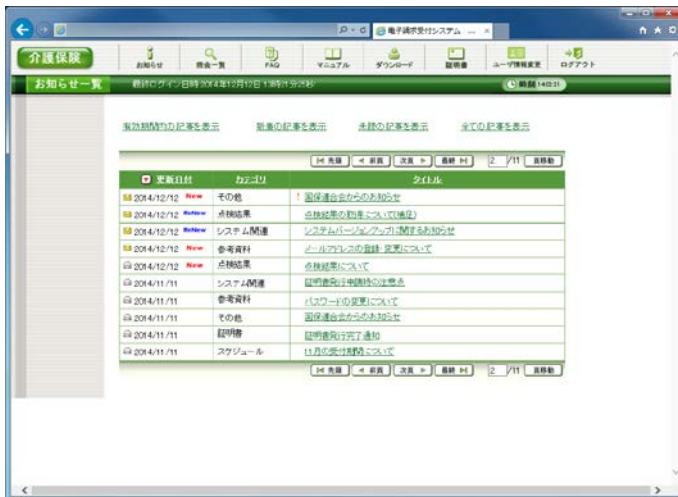 電子請求受付システム ...
介護保険
お知らせ 照会一覧 FAQ マニュアル ダウンロード 証明書 ユーザ情報変更 ログアウト
お知らせ一覧 最終ログイン日時:2014年12月12日 13時21分25秒 時刻 14:03:31
有効期間内の記事を表示 新着の記事を表示 未読の記事を表示 全ての記事を表示
先頭 前頁 次頁 最終 2 /11 頁移動
更新日付 カテゴリ タイトル
2014/12/12 New その他 ! 国保連合会からのお知らせ
2014/12/12 ReNew 点検結果 点検結果の効率について(補足)
2014/12/12 ReNew システム関連 システムバージョンアップに関するお知らせ
2014/12/12 New 参考資料 メールアドレスの登録・変更について
2014/12/12 New 点検結果 点検結果について
2014/11/11 システム関連 証明書発行申請時の注意点
2014/11/11 参考資料 パスワードの変更について
2014/11/11 その他 国保連合会からのお知らせ
2014/11/11 証明書 証明書発行完了通知
2014/11/11 スケジュール 11月の受付期間について
先頭 前頁 次頁 最終 2 /11 頁移動